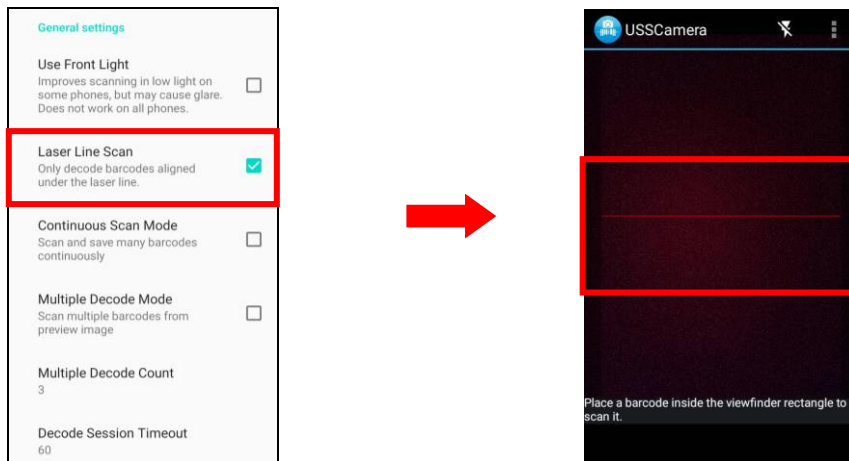 General settings
Use Front Light
Improves scanning in low light on
some phones, but may cause glare.
Does not work on all phones.
Laser Line Scan
Only decode barcodes aligned
under the laser line.
Continuous Scan Mode
Scan and save many barcodes
continuously
Multiple Decode Mode
Scan multiple barcodes from
preview image
Multiple Decode Count
3
Decode Session Timeout
60
USSCamera
Place a barcode inside the viewfinder rectangle to
scan it.